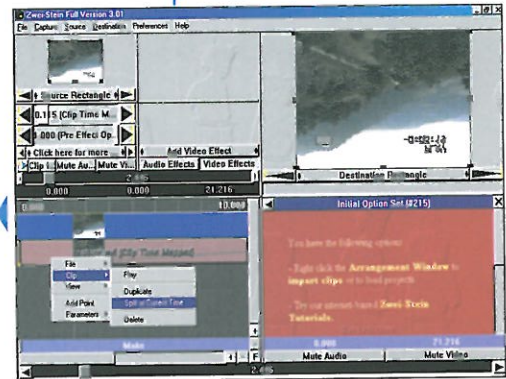 Zwei-Stein Full Version 3.01
File Capture Source Destination Preferences Help
Source Rectangle
(Clip Time M...
(Pre Effect Op...
Click here for more
Add Video Effect
Mute Au... Mute Vi... Audio Effects Video Effects
0.000 0.000 21.216
Destination Rectangle
0.000 10.000
Initial Option Set (#215)
You have the following options:
- Right click the Arrangement Window to
import clips or to load projects.
- Try our internet-based Zwei-Stein
Tutorials.
(Clip Time Mapped)
File
Clip
View
Add Point
Parameters
Play
Duplicate
Split at Current Time
Delete
Make
F
0.000 21.216
Mute Audio Mute Video